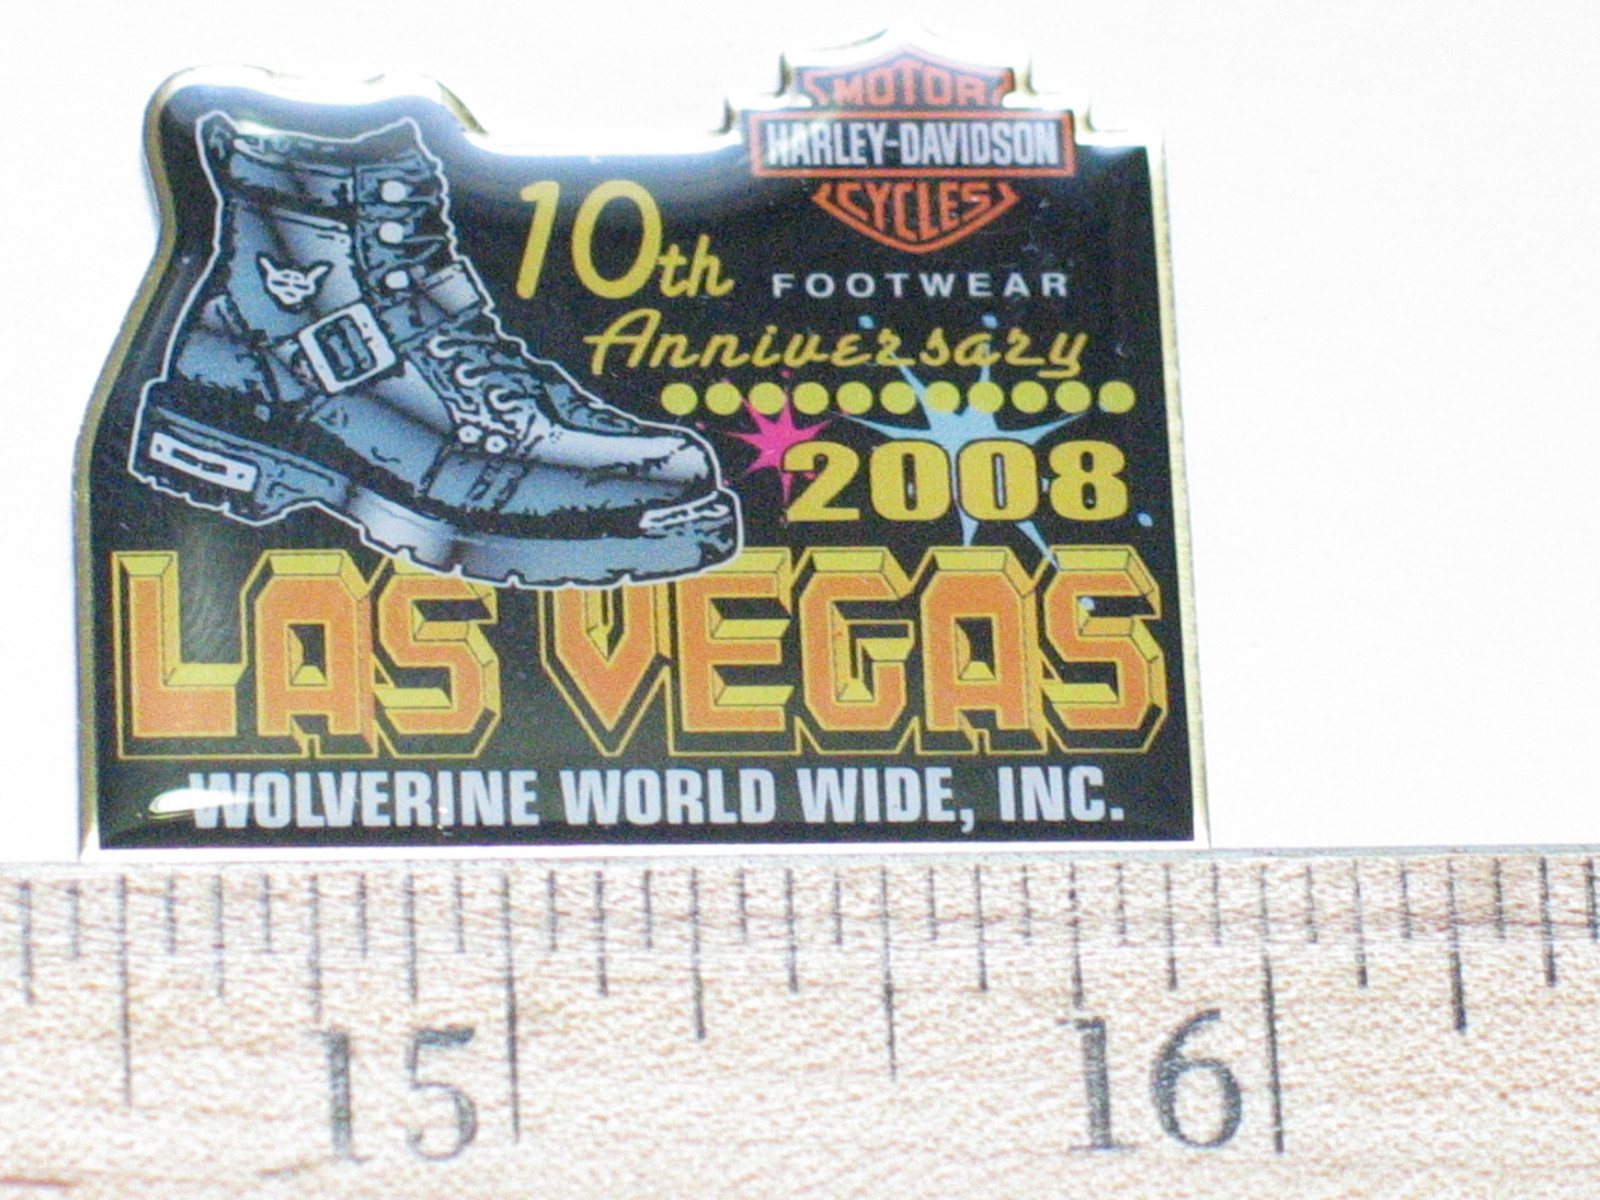 MOTOR
HARLEY-DAVIDSON
CYCLES
10th
FOOTWEAR
Anniversary
2008
LAS VEGAS
WOLVERINE WORLD WIDE, INC.
15 16